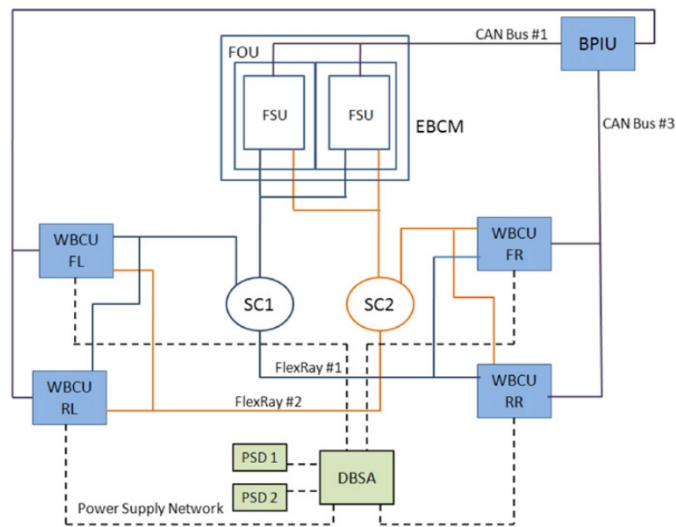 CAN Bus #1
BPIU
FOU
FSU
FSU
EBCM
CAN Bus #3
WBCU
FL
WBCU
FR
SC1
SC2
FlexRay #1
WBCU
RL
WBCU
RR
FlexRay #2
PSD 1
DBSA
PSD 2
Power Supply Network